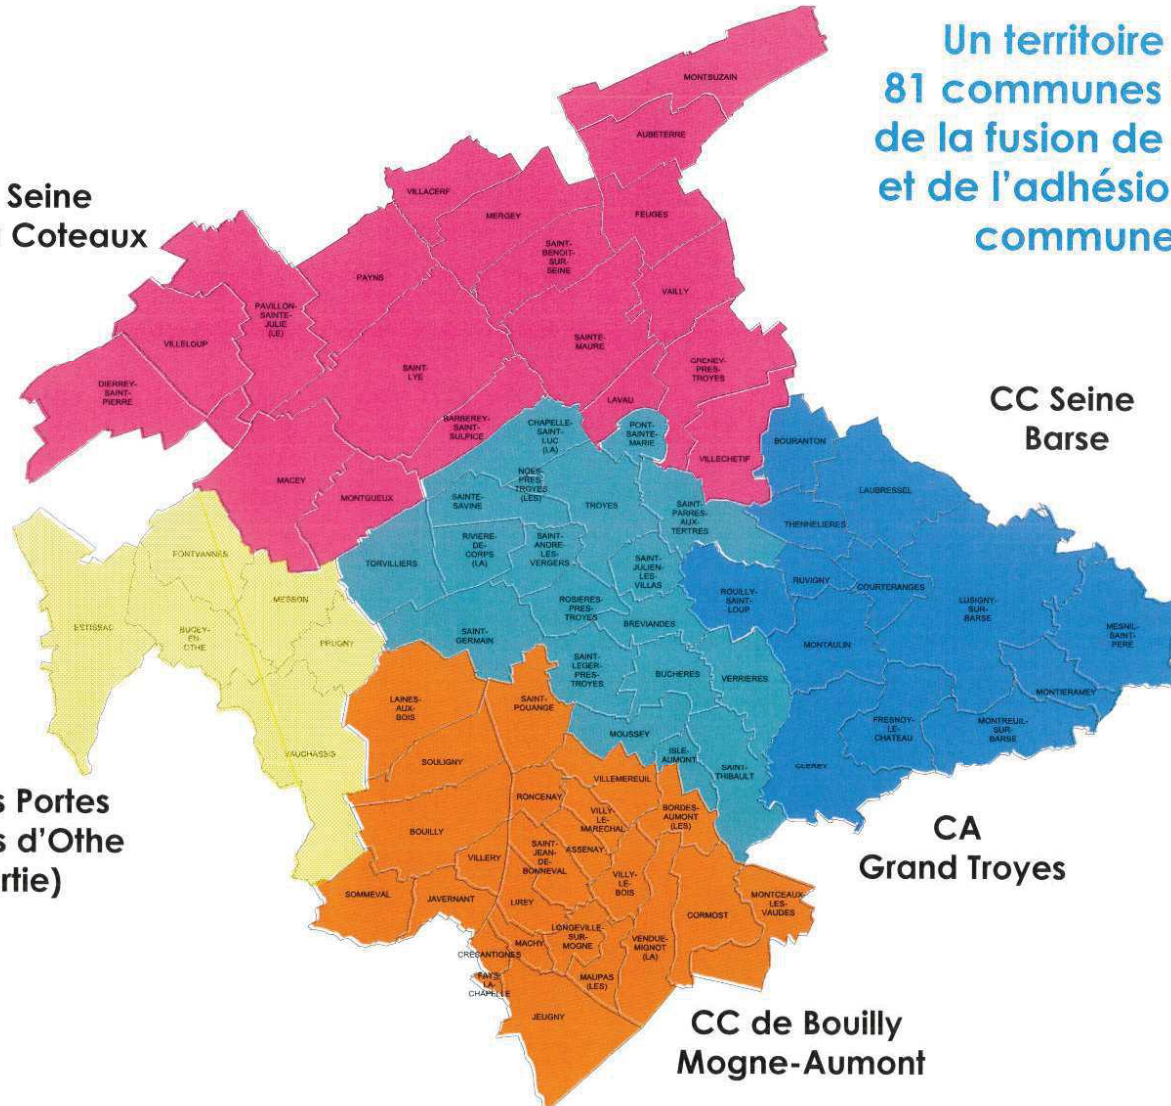 Un territoire
81 communes
de la fusion de
et de l'adhésio
commune
Seine
Coteaux
CC Seine
Barse
s Portes
s d'Othe
rtie)
CA
Grand Troyes
CC de Bouilly
Mogne-Aumont
MONTSUZAIN
AUBETERRE
VILLACERF
MERGEY
FEUGES
SAINT-
BENOIT-
SUR-
SEINE
PAYNS
VAILLY
PAVILLON-
SAINTE-
JULIE
(LE)
VILLELOUP
SAINTE-
MAURE
CRENEY-
PRES-
TROYES
SAINT-
LYE
DIERREY-
SAINT-
PIERRE
LAVAU
BARBEREY-
SAINT-
SULPICE
VILLECHETIF
MACEY
MONTGUEUX
CHAPELLE-
SAINT-
LUC
(LA)
PONT-
SAINTE-
MARIE
NOES-
PRES-
TROYES
(LES)
SAINTE-
SAVINE
TROYES
SAINT-
PARRES-
AUX-
TERTRES
RIVIERE-
DE-
CORPS
(LA)
SAINT-
ANDRE-
LES-
VERGERS
TORVILLIERS
SAINT-
JULIEN-
LES-
VILLAS
ROSIERES-
PRES-
TROYES
BREVIANDES
SAINT-
GERMAIN
SAINT-
LEGER-
PRES-
TROYES
BUCHERES
VERRIERES
MOUSSEY
ISLE-
AUMONT
SAINT-
THIBAULT
BOURANTON
LAUBRESSEL
THENNELIERES
RUVIGNY
COURTERANGES
ROUILLY-
SAINT-
LOUP
LUSIGNY-
SUR-
BARSE
MESNIL-
SAINT-
PERE
MONTAULIN
MONTIERAMEY
FRESNOY-
LE-
CHATEAU
MONTREUIL-
SUR-
BARSE
CLEREY
FONTVANNES
MESSON
ESTISSAC
BUCEY-
EN-
OTHE
PRUGNY
VAUCHASSIS
LAINES-
AUX-
BOIS
SAINT-
POUANGE
SOULIGNY
VILLEMEREUIL
RONCENAY
VILLY-
LE-
MARECHAL
BORDES-
AUMONT
(LES)
BOUILLY
SAINT-
JEAN-
DE-
BONNEVAL
ASSENAY
VILLERY
VILLY-
LE-
BOIS
SOMMEVAL
JAVERNANT
LIREY
MONTCEAUX-
LES-
VAUDES
CORMOST
LONGEVILLE-
SUR-
MOGNE
MACHY
VENDUE-
MIGNOT
(LA)
CRESANTIGNES
FAYS-
LA-
CHAPELLE
MAUPAS
(LES)
JEUGNY